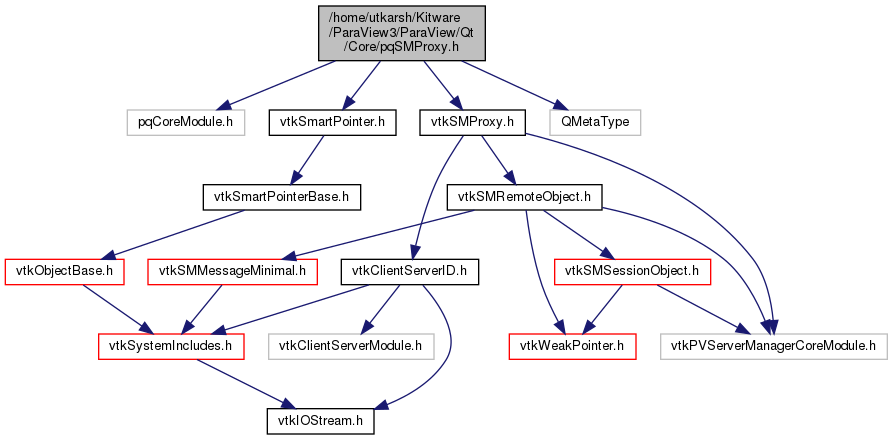 /home/utkarsh/Kitware
/ParaView3/ParaView/Qt
/Core/pqSMProxy.h
pqCoreModule.h
vtkSmartPointer.h
vtkSMProxy.h
QMetaType
vtkSmartPointerBase.h
vtkSMRemoteObject.h
vtkObjectBase.h
vtkSMMessageMinimal.h
vtkClientServerID.h
vtkSMSessionObject.h
vtkSystemIncludes.h
vtkClientServerModule.h
vtkWeakPointer.h
vtkPVServerManagerCoreModule.h
vtkIOStream.h